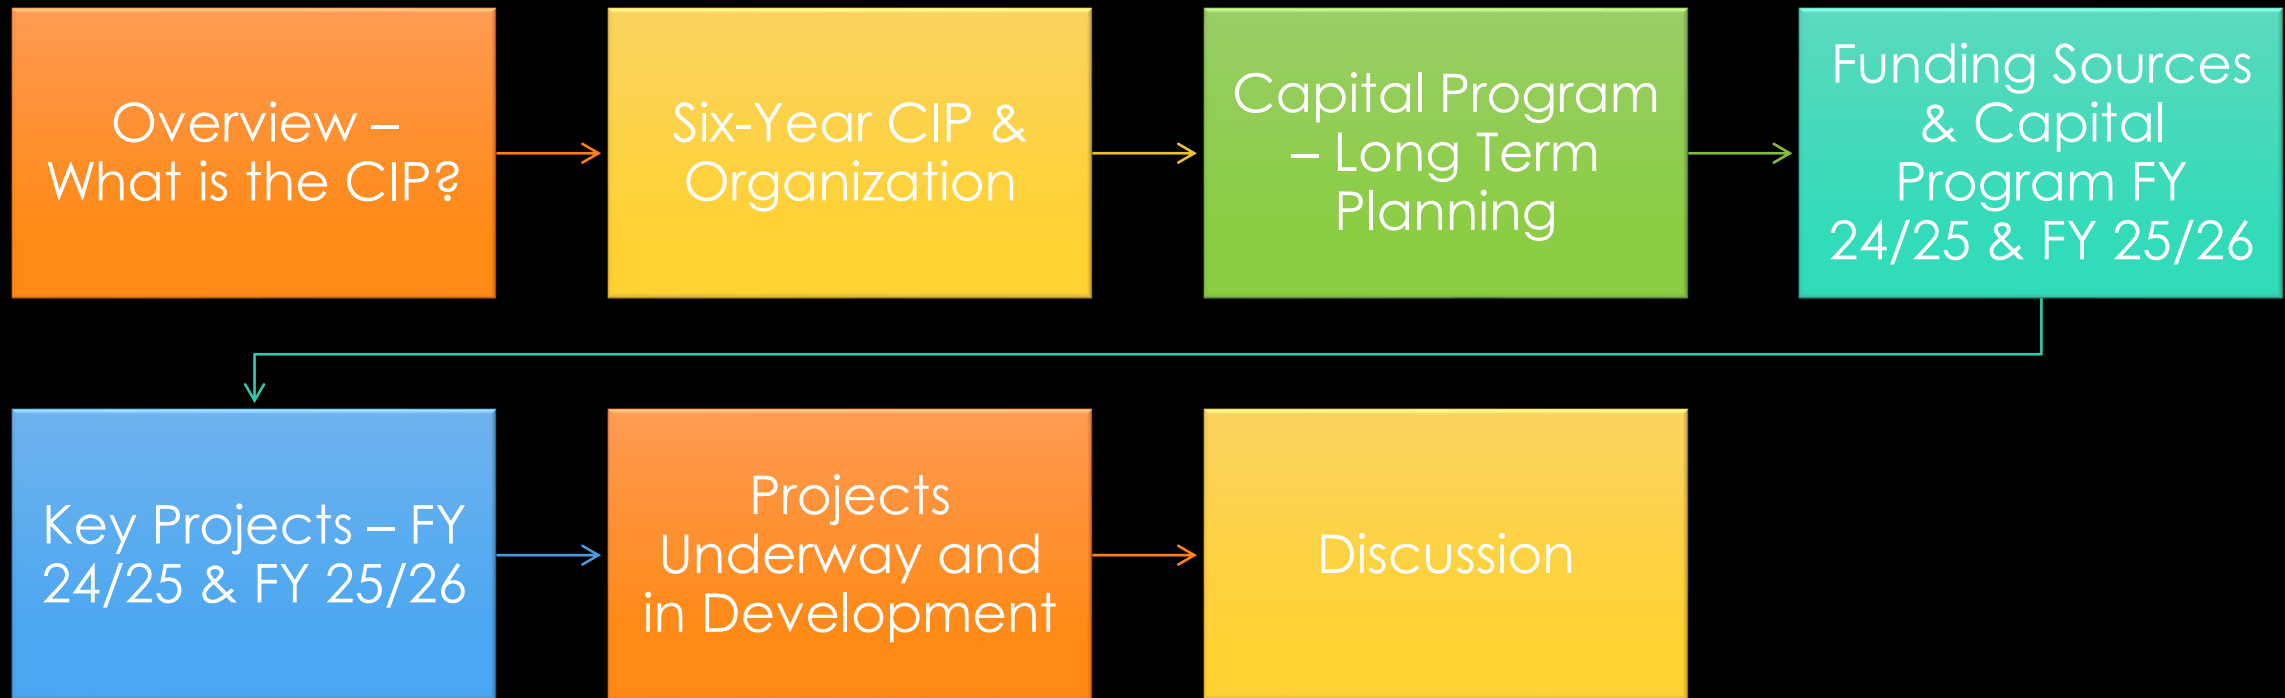 Overview –
What is the CIP?
Six-Year CIP &
Organization
Capital Program
– Long Term
Planning
Funding Sources
& Capital
Program FY
24/25 & FY 25/26
Key Projects – FY
24/25 & FY 25/26
Projects
Underway and
in Development
Discussion